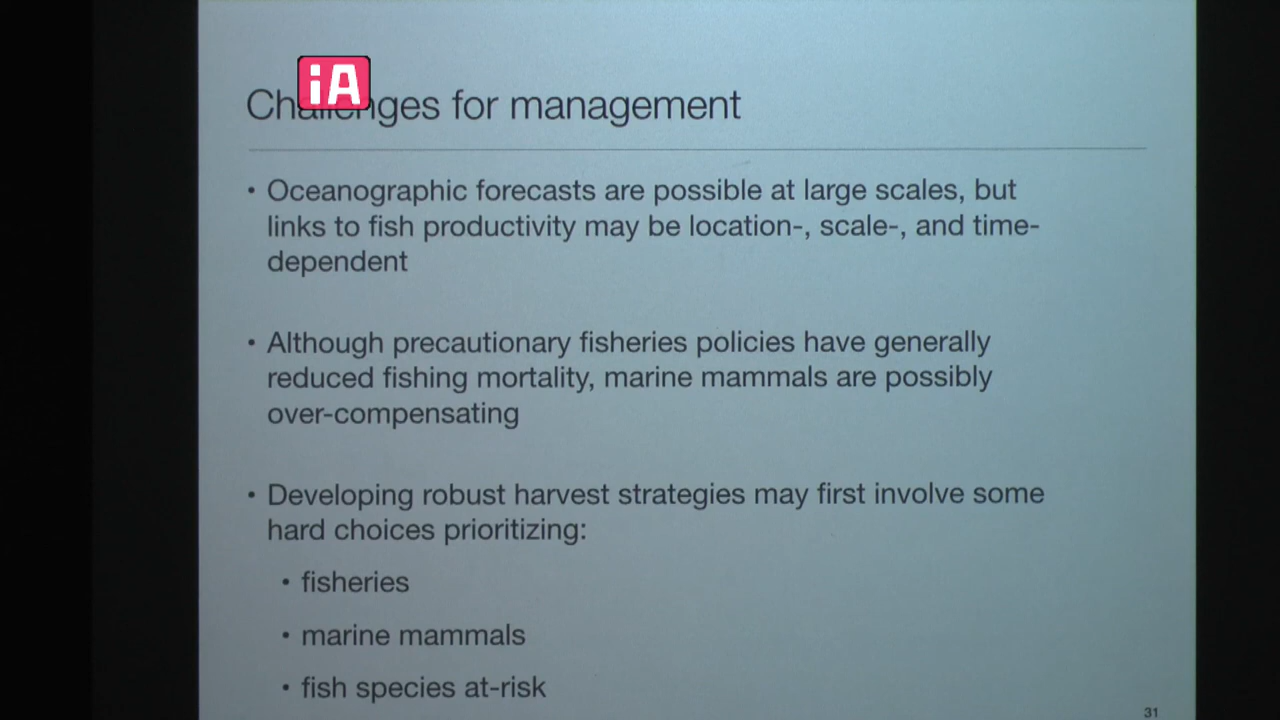 iA
Challenges for management
• Oceanographic forecasts are possible at large scales, but
links to fish productivity may be location-, scale-, and time-
dependent
• Although precautionary fisheries policies have generally
reduced fishing mortality, marine mammals are possibly
over-compensating
• Developing robust harvest strategies may first involve some
hard choices prioritizing:
• fisheries
• marine mammals
• fish species at-risk
31